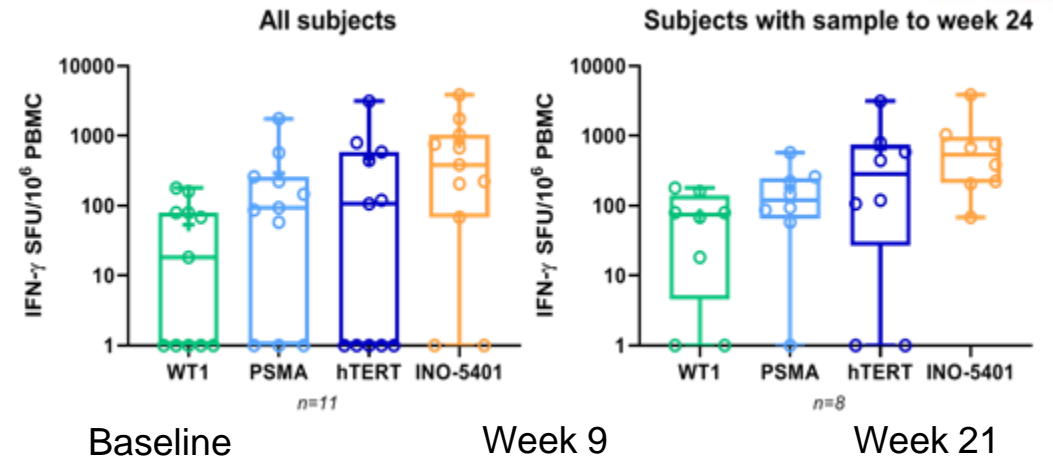 All subjects
IFN-γ SFU/10⁶ PBMC
10000
1000
100
10
1
WT1 PSMA hTERT INO-5401
n=11
Subjects with sample to week 24
IFN-γ SFU/10⁶ PBMC
10000
1000
100
10
1
WT1 PSMA hTERT INO-5401
n=8
Baseline Week 9 Week 21